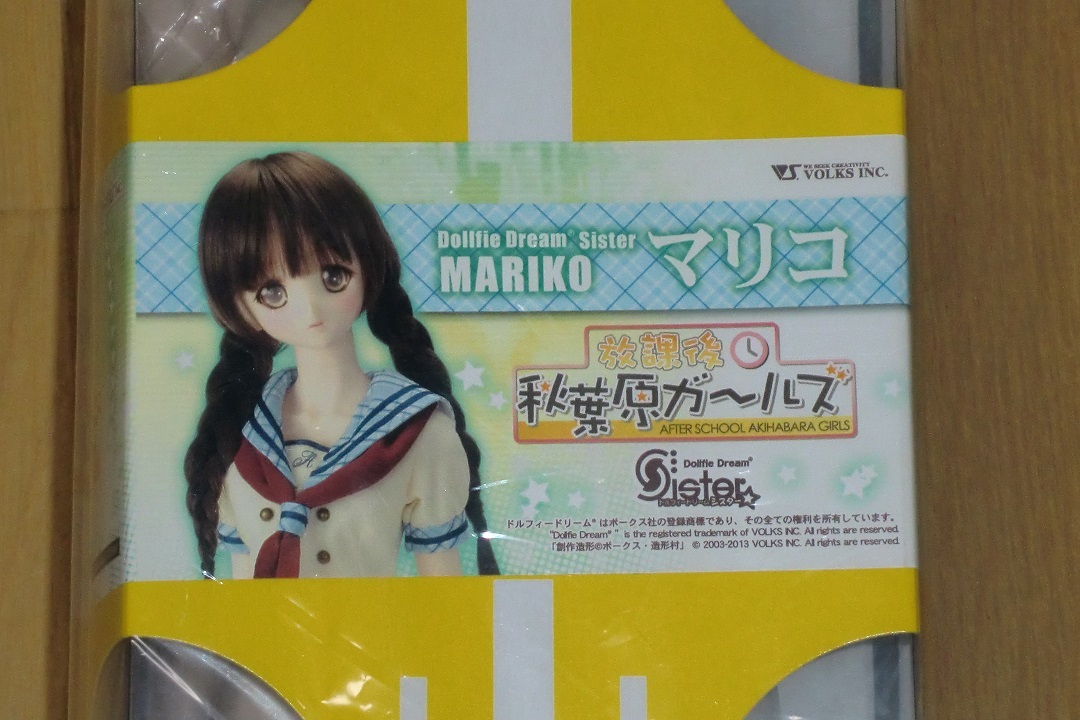 WE SEEK CREATIVITY
VS. VOLKS INC.
Dollfie Dream® Sister
MARIKO
マリコ
放課後
秋葉原ガ～ルズ
AFTER SCHOOL AKIHABARA GIRLS
Dollfie Dream®
Sister
ドルフィードリームシスター
ドルフィードリーム®はボークス社の登録商標であり、その全ての権利を所有しています。
"Dollfie Dream® " is the registered trademark of VOLKS INC. All rights are reserved.
「創作造形©ボークス・造形村」 © 2003-2013 VOLKS INC. All rights are reserved.